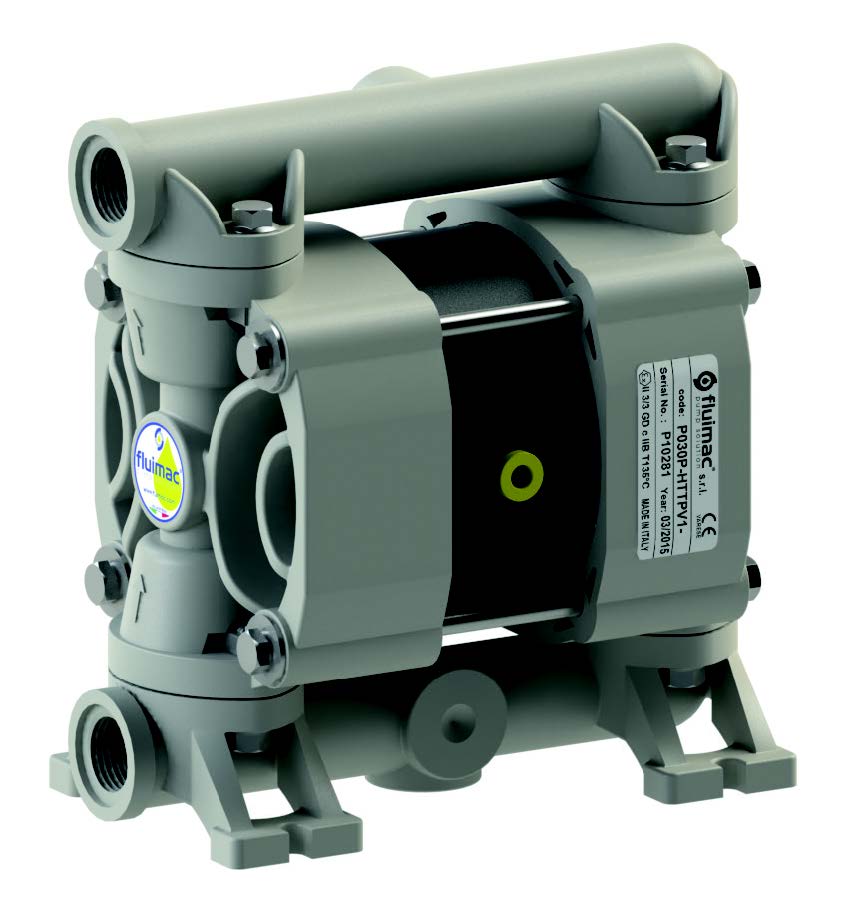 fluimac®
www.fluimac.com
fluimac® s.r.l.
pump solution
CE
VARESE
code: P030P-HTTPV1-
Serial No.: P10281 Year: 03/2015
Ex II 3/3 GD c IIB T135°C MADE IN ITALY